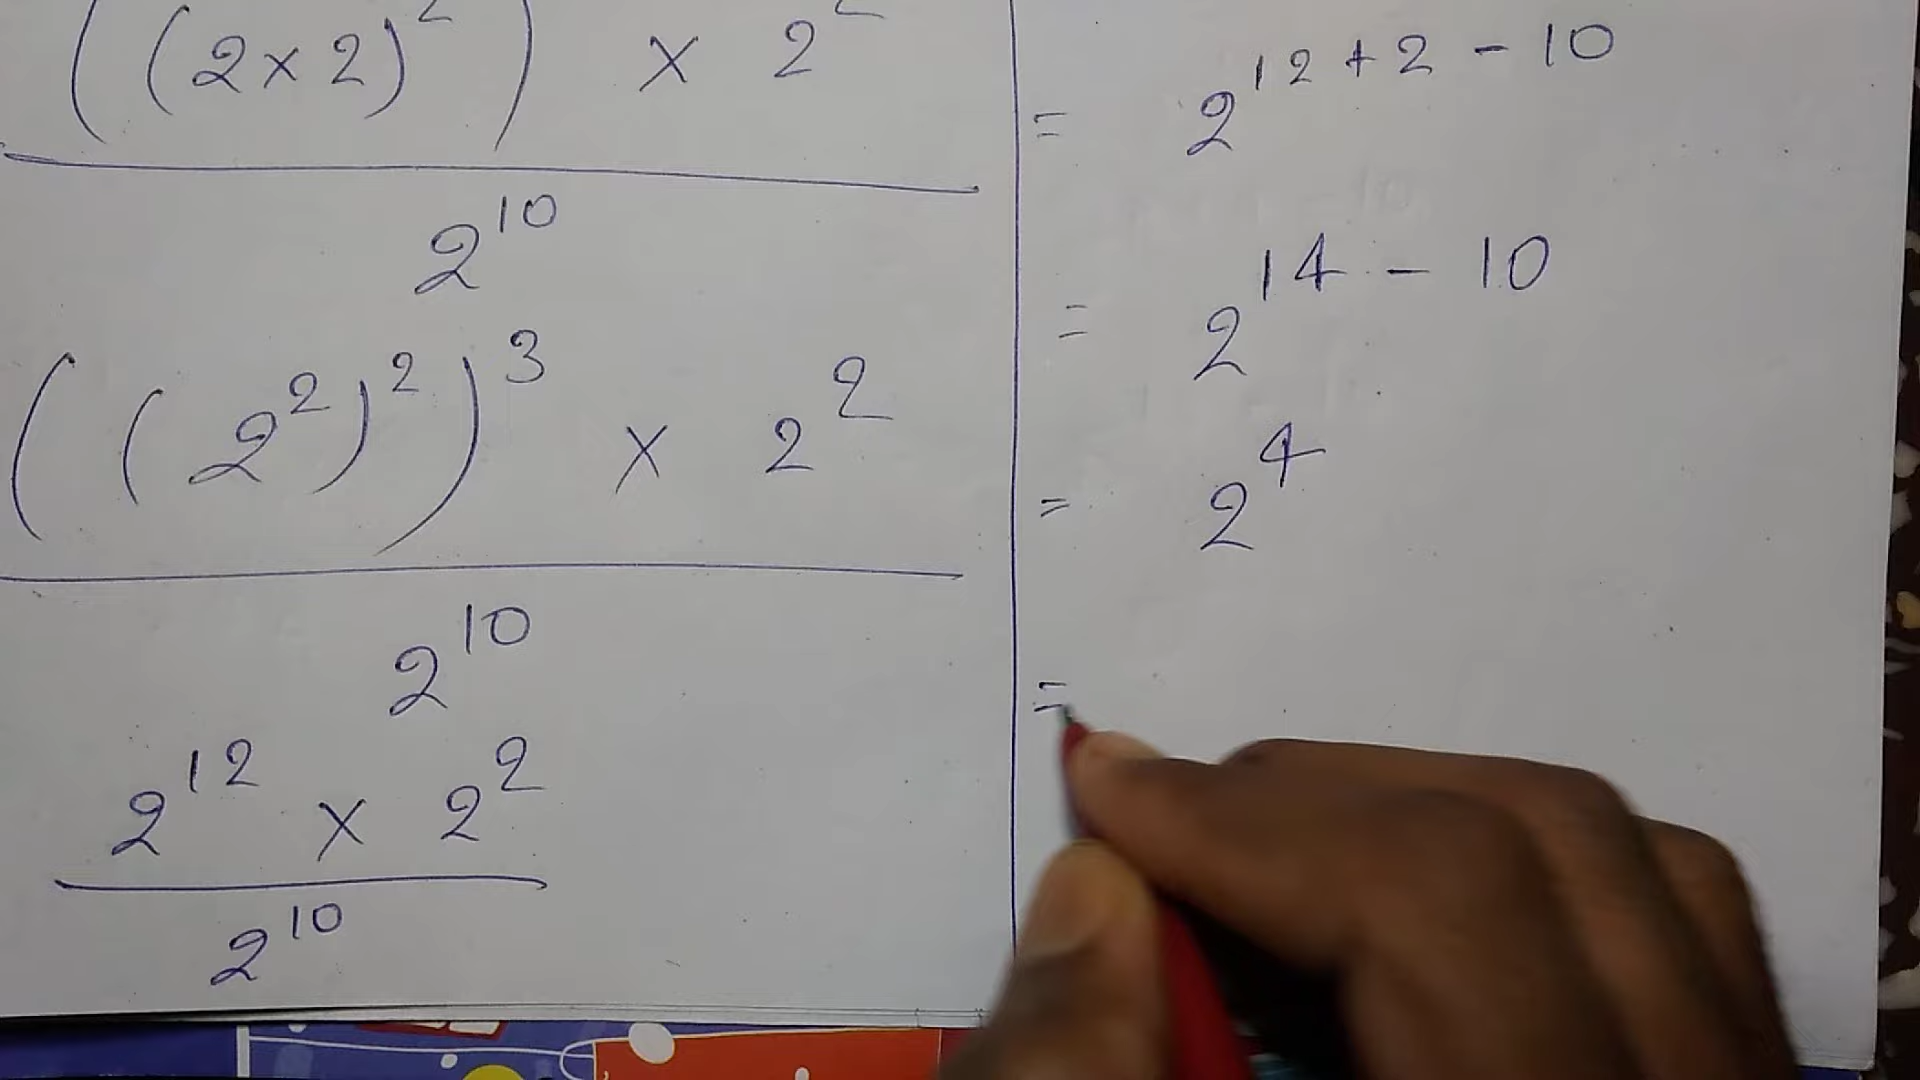 ((2×2)²) × 2²
2¹⁰
((2²)²)³ × 2²
2¹⁰
2¹² × 2²
2¹⁰
= 2¹²⁺²⁻¹⁰
= 2¹⁴⁻¹⁰
= 2⁴
=